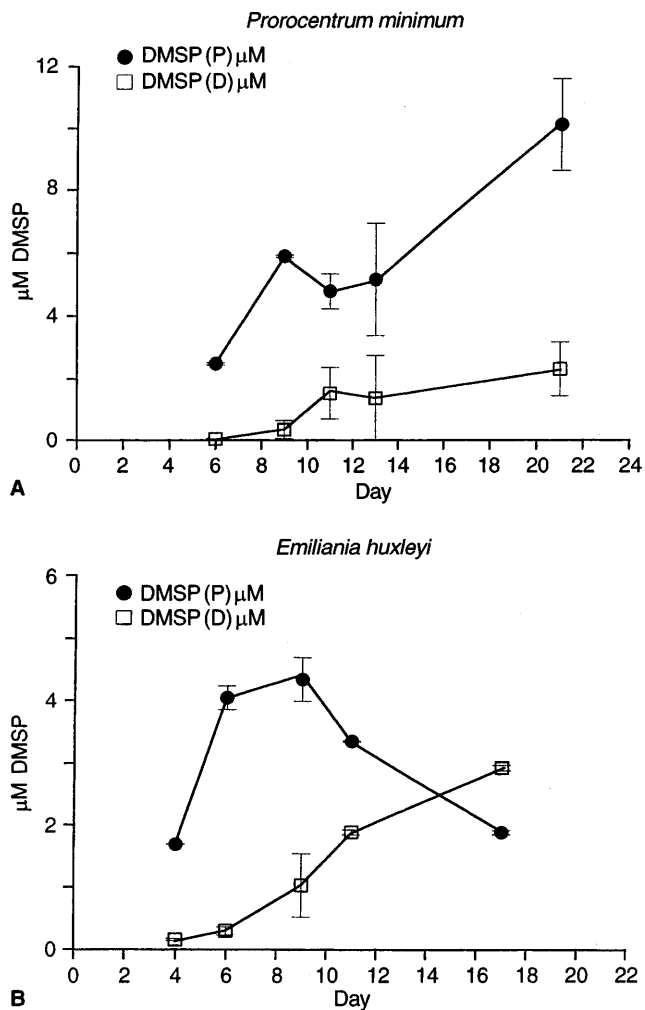 Prorocentrum minimum
DMSP (P) µM
DMSP (D) µM
12
8
4
0
µM DMSP
0 2 4 6 8 10 12 14 16 18 20 22 24
Day
A
Emiliania huxleyi
DMSP (P) µM
DMSP (D) µM
6
4
2
0
µM DMSP
0 2 4 6 8 10 12 14 16 18 20 22
Day
B